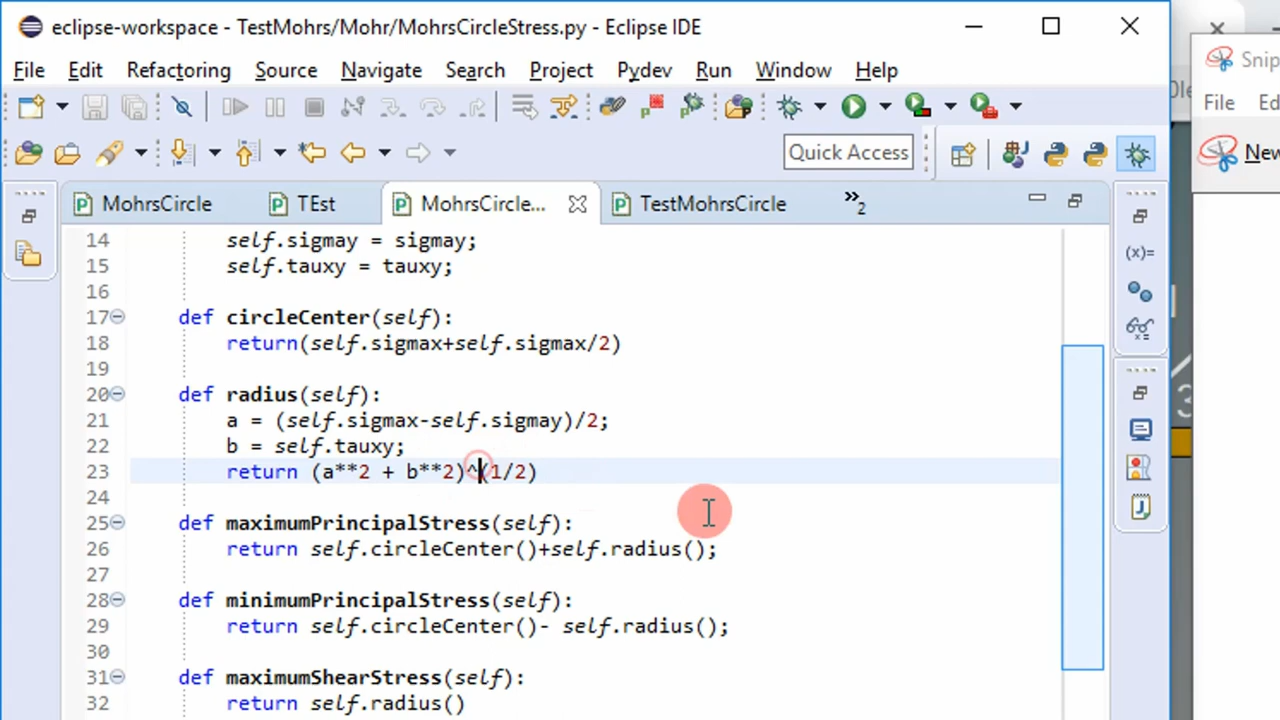 eclipse-workspace - TestMohrs/Mohr/MohrsCircleStress.py - Eclipse IDE
File Edit Refactoring Source Navigate Search Project Pydev Run Window Help
Quick Access
MohrsCircle TEst MohrsCircle... TestMohrsCircle »2
14 self.sigmay = sigmay;
15 self.tauxy = tauxy;
16
17 def circleCenter(self):
18 return(self.sigmax+self.sigmax/2)
19
20 def radius(self):
21 a = (self.sigmax-self.sigmay)/2;
22 b = self.tauxy;
23 return (a**2 + b**2)^(1/2)
24
25 def maximumPrincipalStress(self):
26 return self.circleCenter()+self.radius();
27
28 def minimumPrincipalStress(self):
29 return self.circleCenter()- self.radius();
30
31 def maximumShearStress(self):
32 return self.radius()
(x)=
Snip
File Ed
New